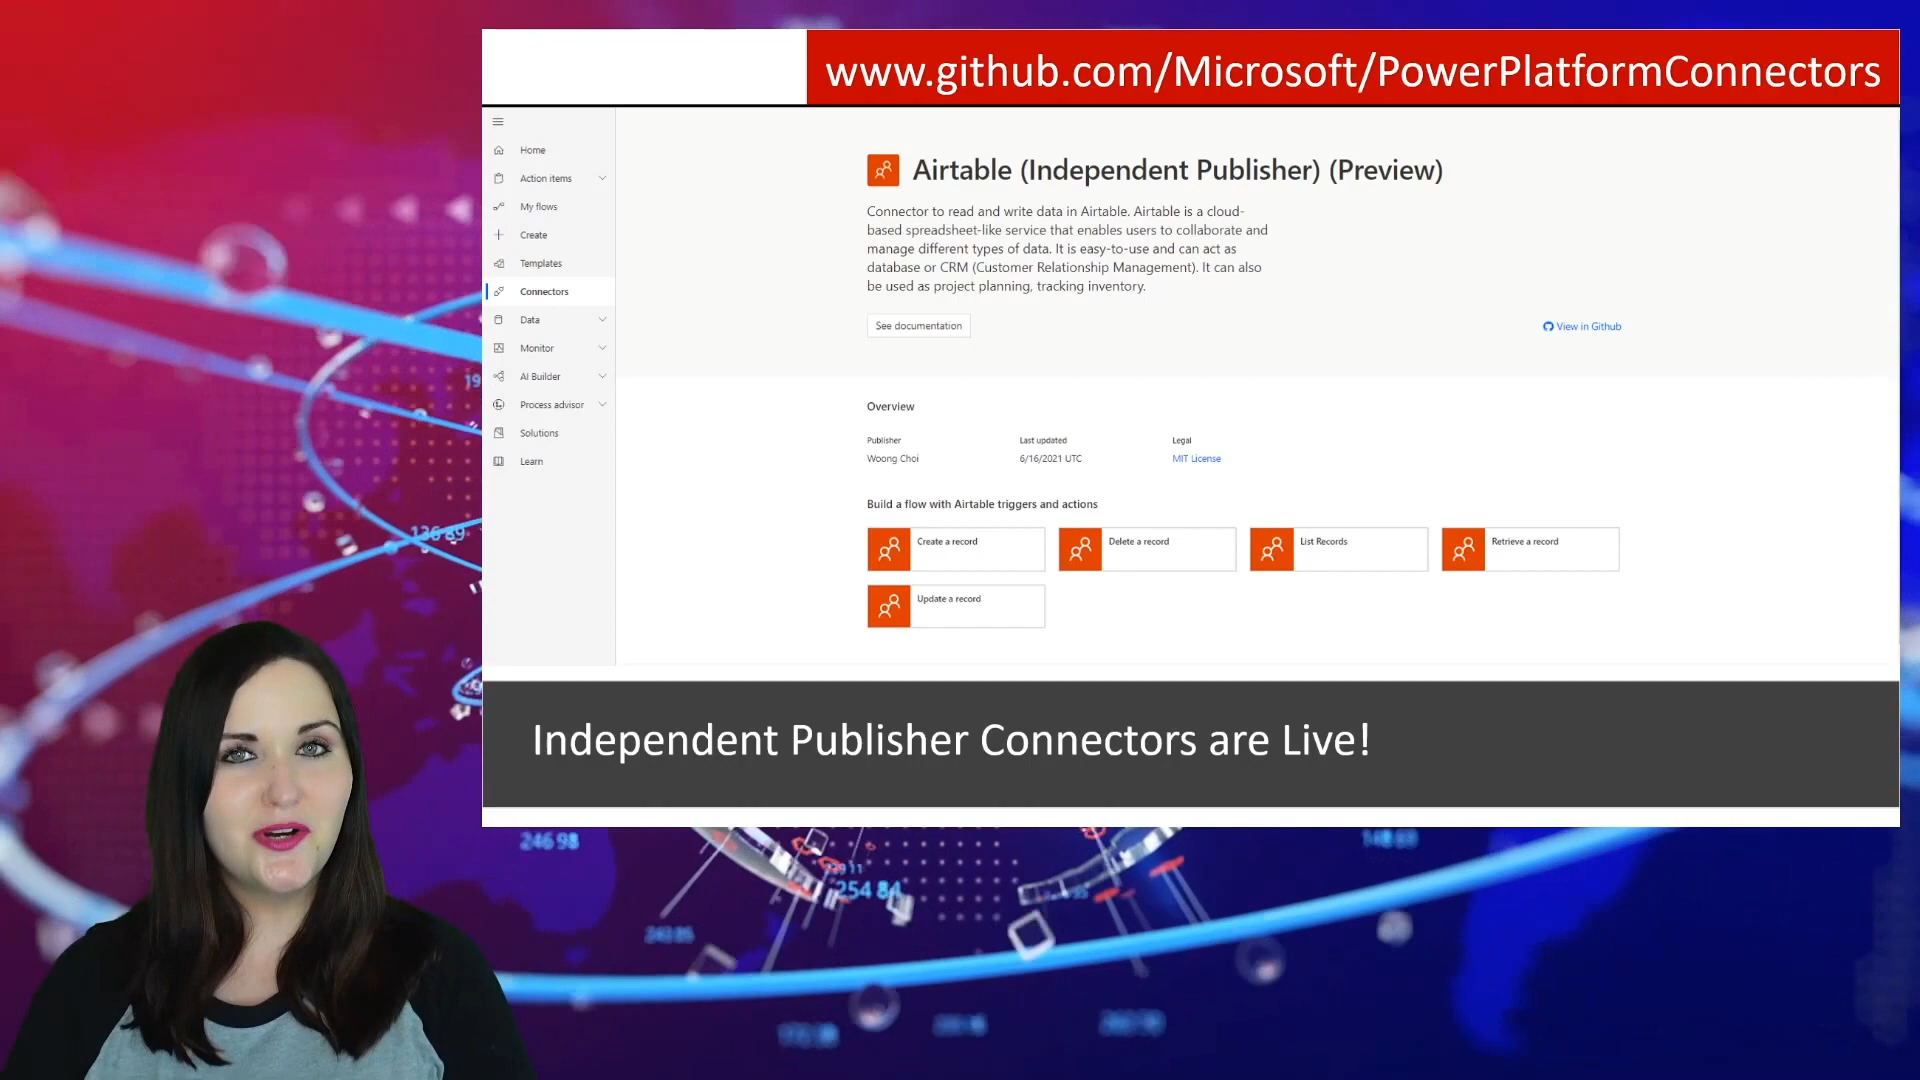 www.github.com/Microsoft/PowerPlatformConnectors
Home
Action items
My flows
Create
Templates
Connectors
Data
Monitor
AI Builder
Process advisor
Solutions
Learn
Airtable (Independent Publisher) (Preview)
Connector to read and write data in Airtable. Airtable is a cloud-
based spreadsheet-like service that enables users to collaborate and
manage different types of data. It is easy-to-use and can act as
database or CRM (Customer Relationship Management). It can also
be used as project planning, tracking inventory.
See documentation
View in Github
Overview
Publisher
Last updated
Legal
Woong Choi
6/16/2021 UTC
MIT License
Build a flow with Airtable triggers and actions
Create a record
Delete a record
List Records
Retrieve a record
Update a record
Independent Publisher Connectors are Live!
136 89
246 98
254 84